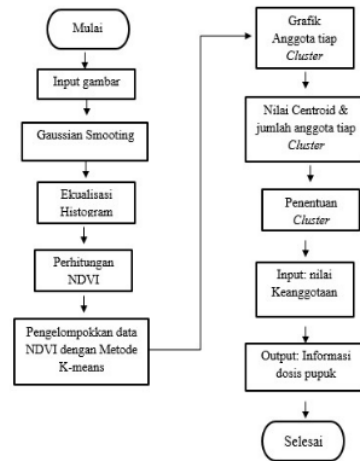 Mulai
Input gambar
Gaussian Smooting
Ekualisasi
Histogram
Perhitungan
NDVI
Pengelompokkan data
NDVI dengan Metode
K-means
Grafik
Anggota tiap
Cluster
Nilai Centroid &
jumlah anggota tiap
Cluster
Penentuan
Cluster
Input: nilai
Keanggotaan
Output: Informasi
dosis pupuk
Selesai